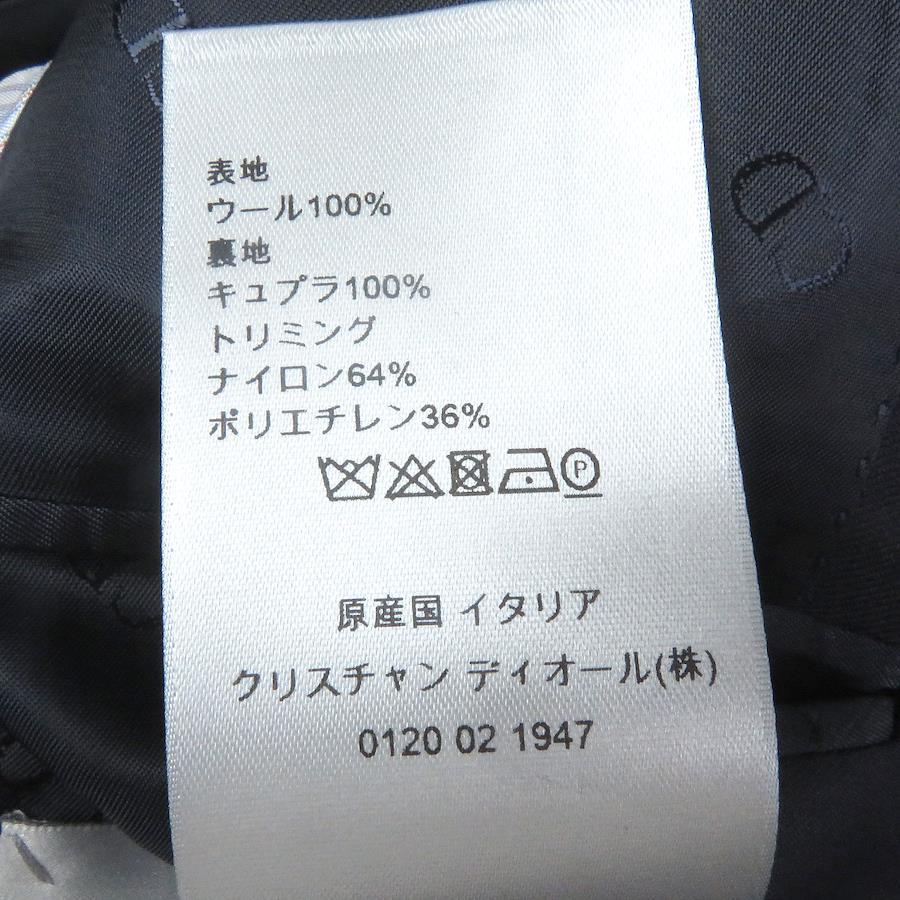 表地
ウール100%
裏地
キュプラ100%
トリミング
ナイロン64%
ポリエチレン36%
P
原産国 イタリア
クリスチャン ディオール(株)
0120 02 1947